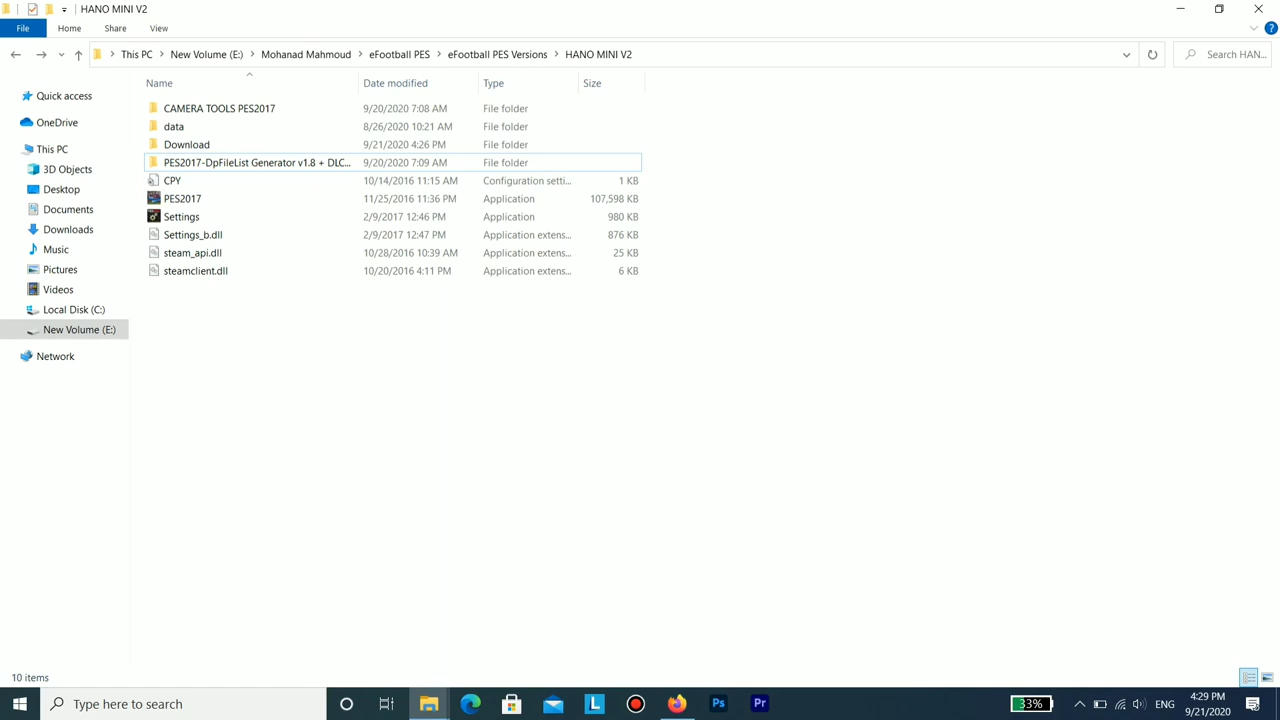 HANO MINI V2
File Home Share View
This PC New Volume (E:) Mohanad Mahmoud eFootball PES eFootball PES Versions HANO MINI V2
Search HAN...
Name Date modified Type Size
Quick access
OneDrive
This PC
3D Objects
Desktop
Documents
Downloads
Music
Pictures
Videos
Local Disk (C:)
New Volume (E:)
Network
CAMERA TOOLS PES2017 9/20/2020 7:08 AM File folder
data 8/26/2020 10:21 AM File folder
Download 9/21/2020 4:26 PM File folder
PES2017-DpFileList Generator v1.8 + DLC... 9/20/2020 7:09 AM File folder
CPY 10/14/2016 11:15 AM Configuration setti... 1 KB
PES2017 11/25/2016 11:36 PM Application 107,598 KB
Settings 2/9/2017 12:46 PM Application 980 KB
Settings_b.dll 2/9/2017 12:47 PM Application extens... 876 KB
steam_api.dll 10/28/2016 10:39 AM Application extens... 25 KB
steamclient.dll 10/20/2016 4:11 PM Application extens... 6 KB
10 items
Type here to search
L
Ps
Pr
33%
ENG
4:29 PM
9/21/2020